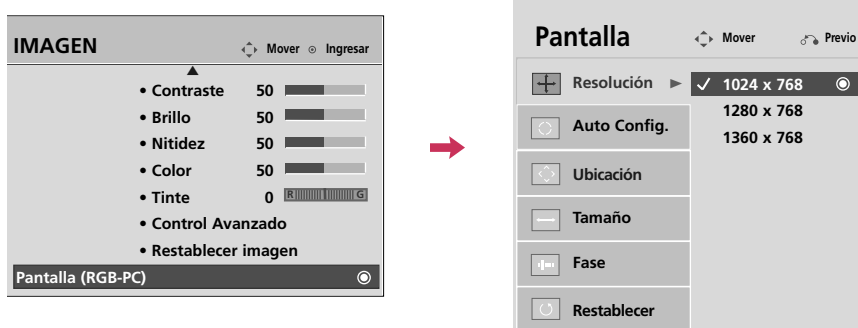 IMAGEN
Mover
Ingresar
• Contraste 50
• Brillo 50
• Nitidez 50
• Color 50
• Tinte 0 R G
• Control Avanzado
• Restablecer imagen
Pantalla (RGB-PC)
Pantalla
Mover
Previo
Resolución
1024 x 768
1280 x 768
1360 x 768
Auto Config.
Ubicación
Tamaño
Fase
Restablecer